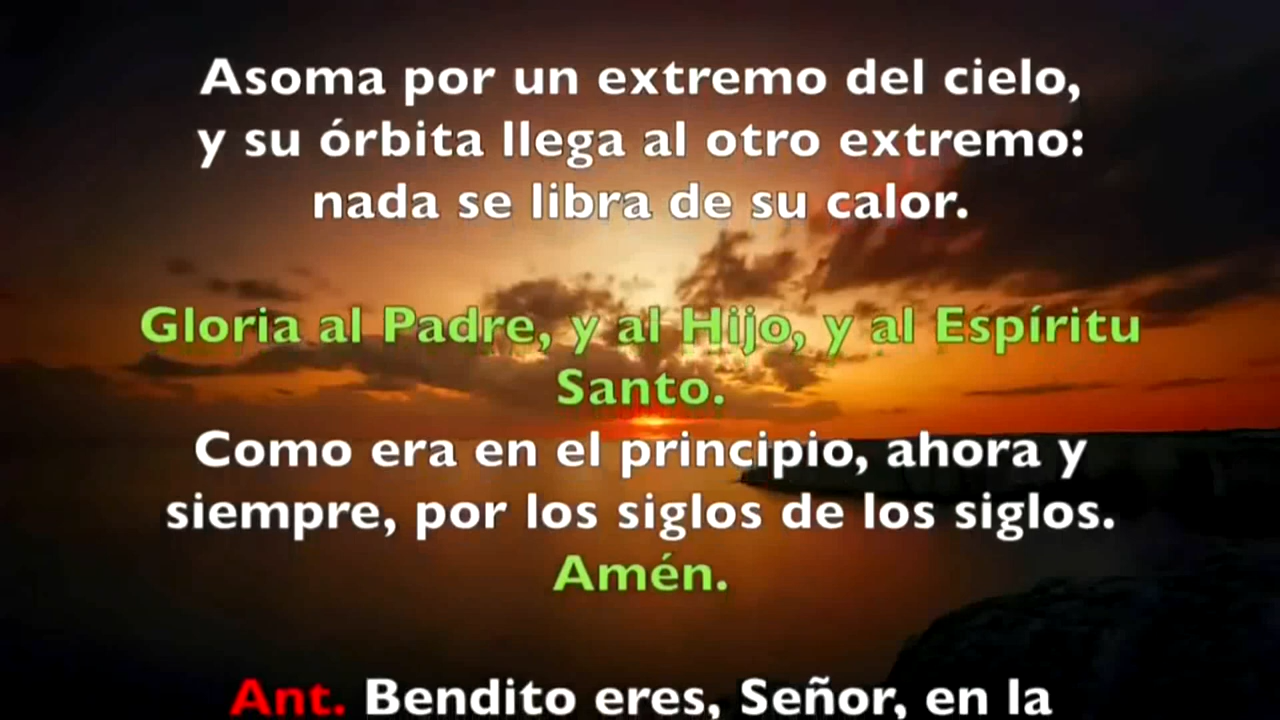 Asoma por un extremo del cielo,
y su órbita llega al otro extremo:
nada se libra de su calor.
Gloria al Padre, y al Hijo, y al Espíritu
Santo.
Como era en el principio, ahora y
siempre, por los siglos de los siglos.
Amén.
Ant. Bendito eres, Señor, en la